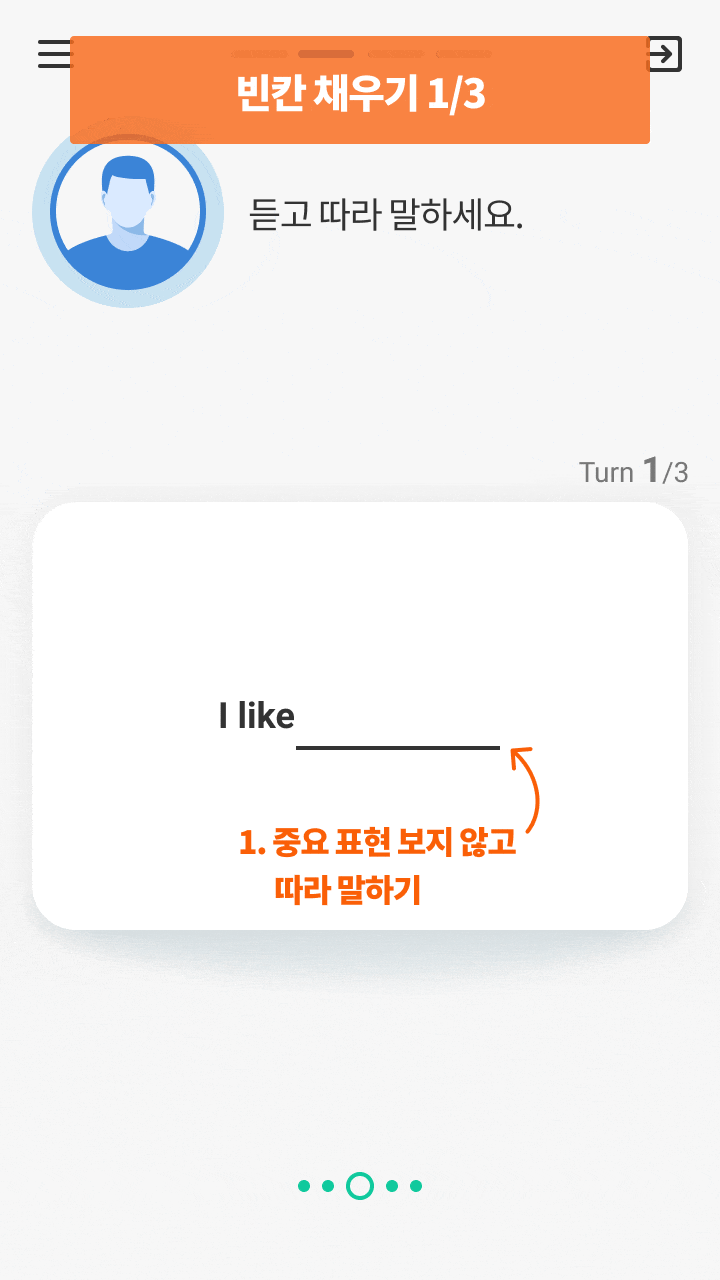 빈칸 채우기 1/3
듣고 따라 말하세요.
Turn 1/3
I like
1. 중요 표현 보지 않고
따라 말하기